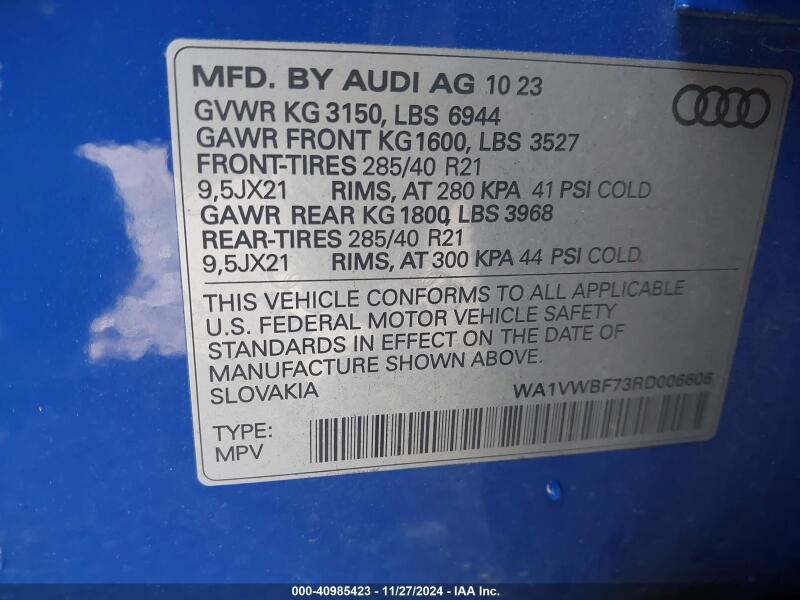 MFD. BY AUDI AG 10 23
GVWR KG 3150, LBS 6944
GAWR FRONT KG 1600, LBS 3527
FRONT-TIRES 285/40 R21
9,5JX21 RIMS, AT 280 KPA 41 PSI COLD
GAWR REAR KG 1800, LBS 3968
REAR-TIRES 285/40 R21
9,5JX21 RIMS, AT 300 KPA 44 PSI COLD
THIS VEHICLE CONFORMS TO ALL APPLICABLE
U.S. FEDERAL MOTOR VEHICLE SAFETY
STANDARDS IN EFFECT ON THE DATE OF
MANUFACTURE SHOWN ABOVE.
SLOVAKIA WA1VWBF73RD006606
TYPE:
MPV
000-40985423 - 11/27/2024 - IAA Inc.